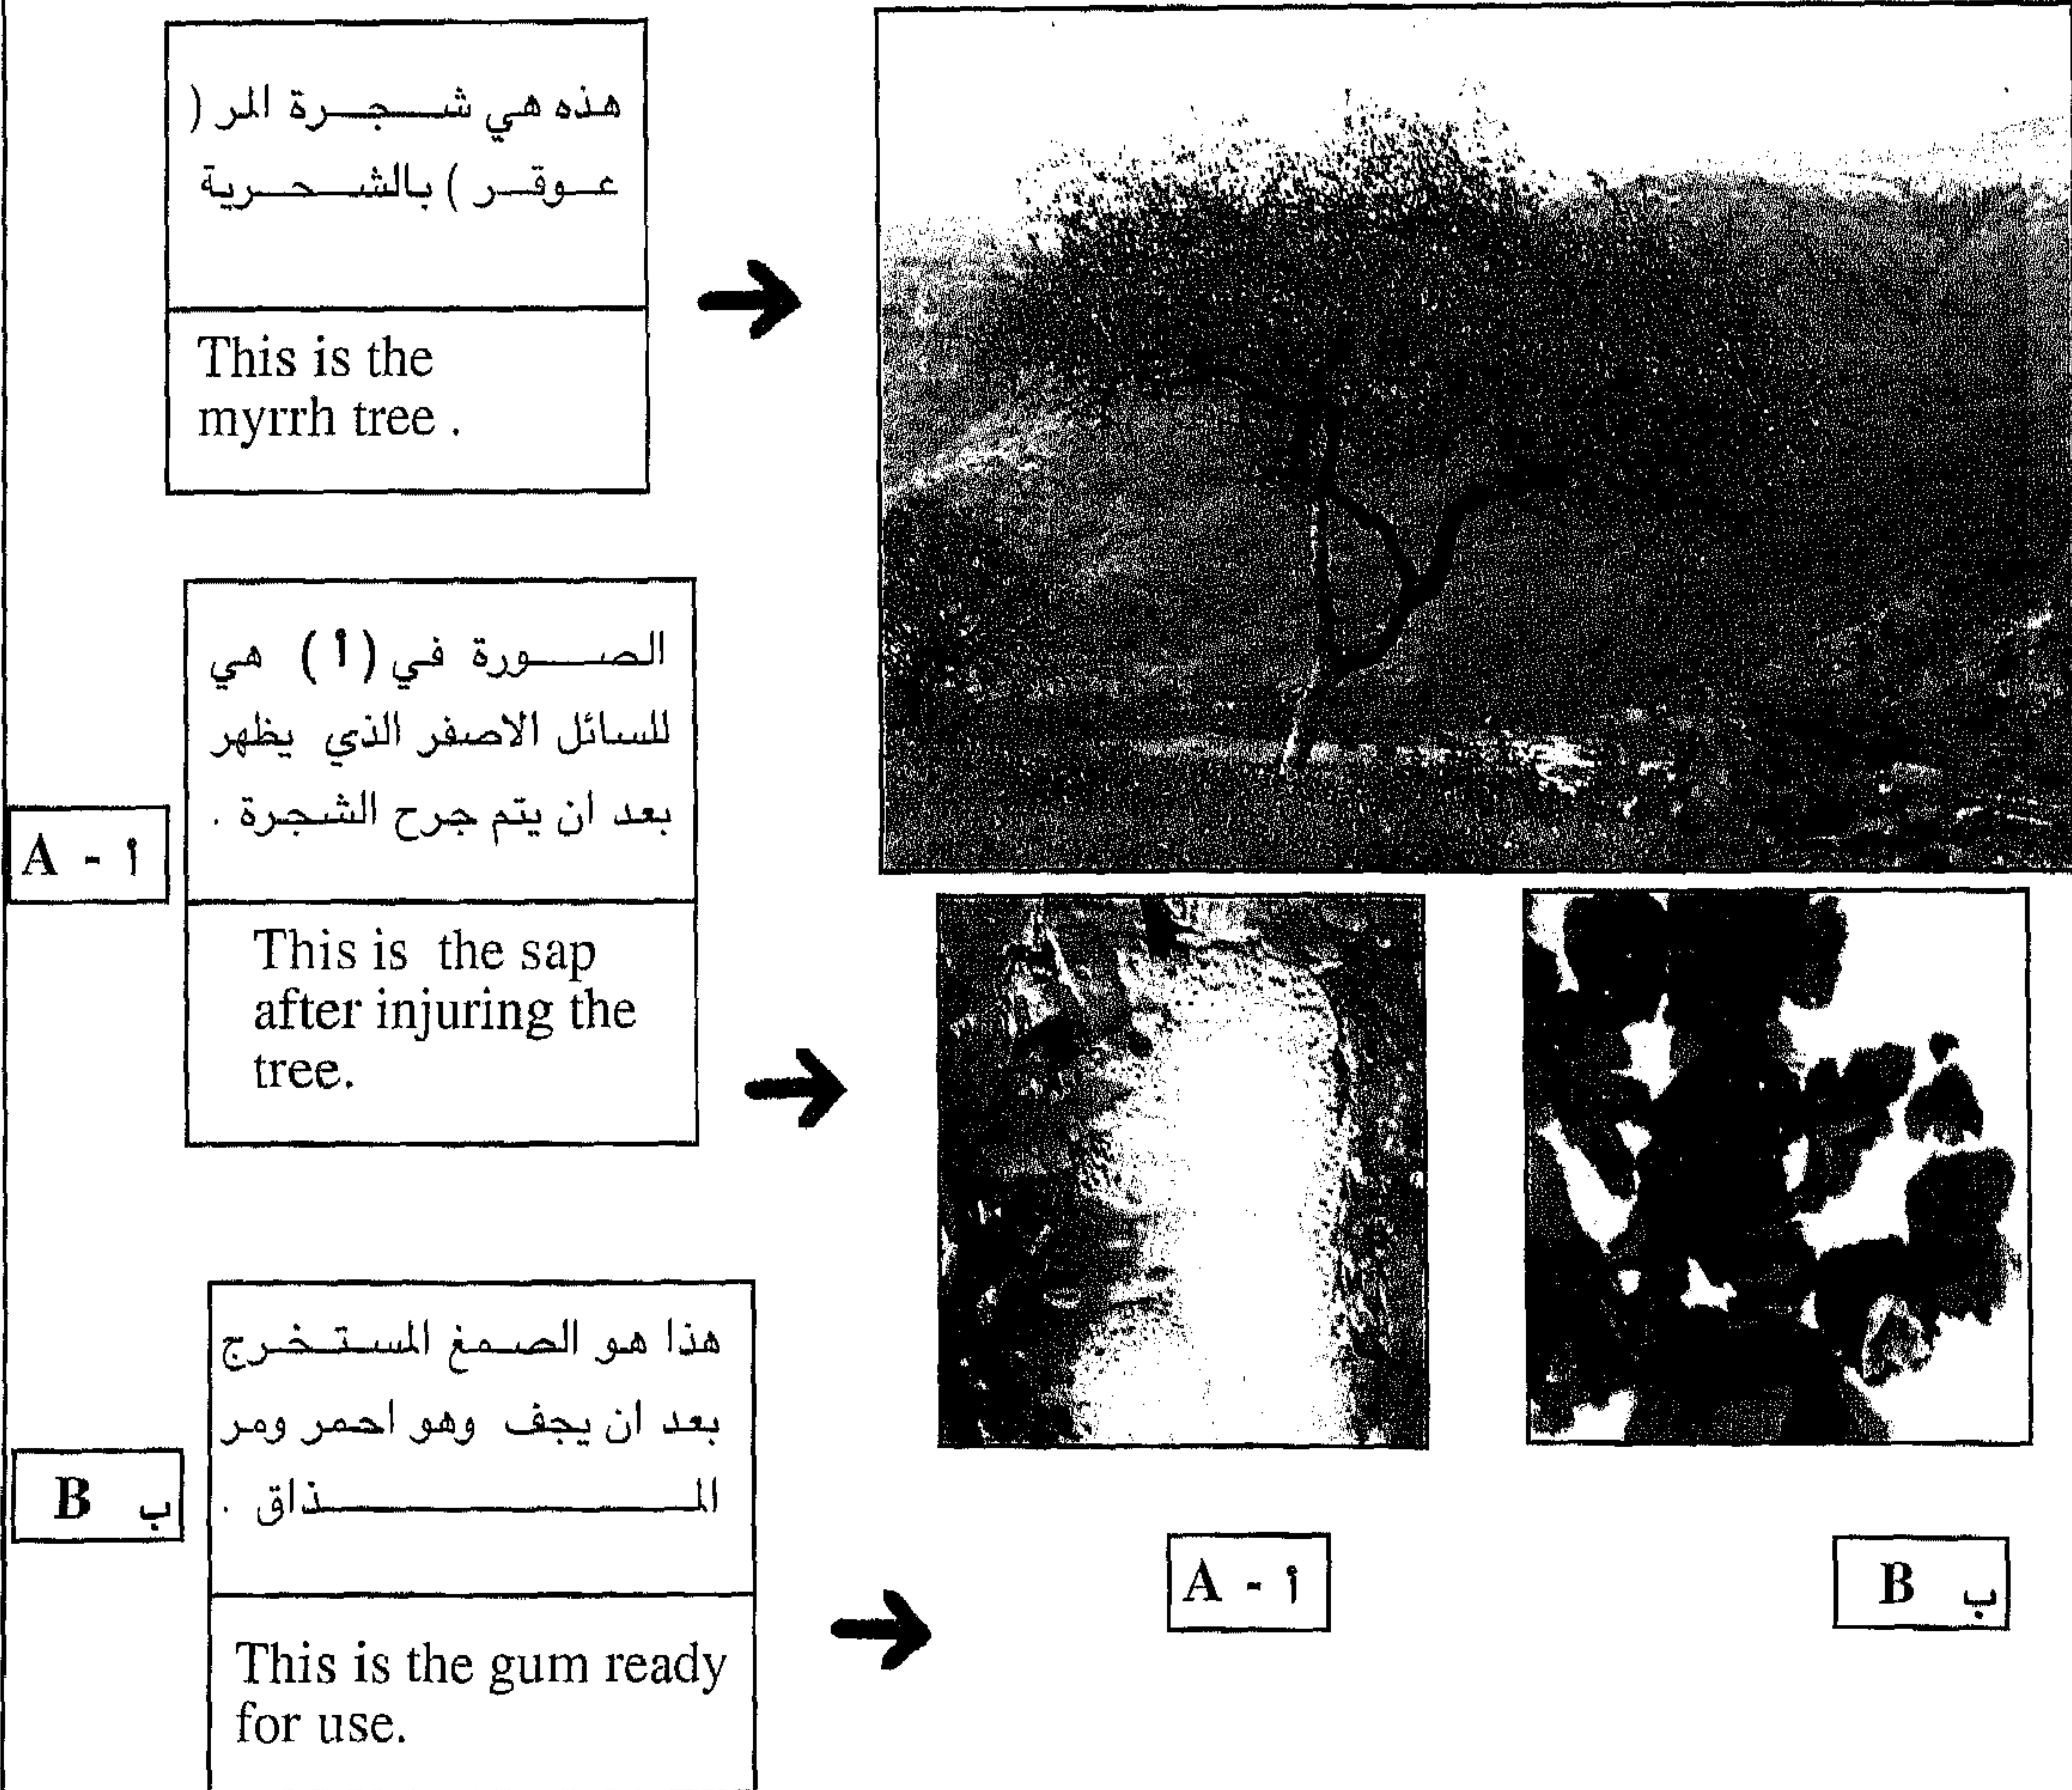 هذه هي شجرة المر (
عوقر ) بالشحرية
This is the
myrrh tree .
الصورة في (أ) هي
للسائل الاصفر الذي يظهر
بعد ان يتم جرح الشجرة .
A - أ
This is the sap
after injuring the
tree.
هذا هو الصمغ المستخرج
بعد ان يجف وهو احمر ومر
المذاق .
B ب
This is the gum ready
for use.
A - أ
B ب